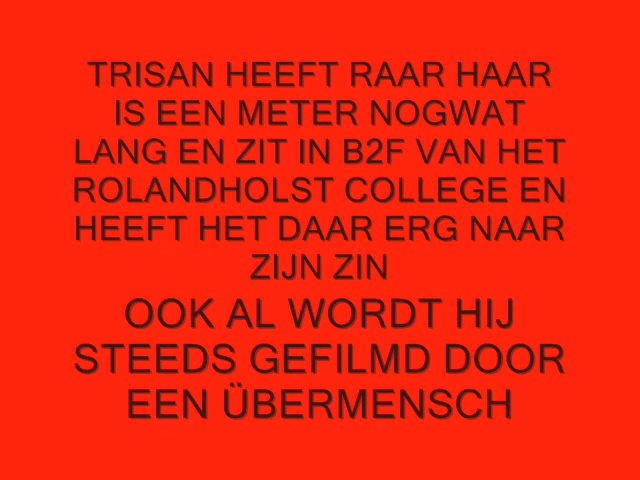 TRISAN HEEFT RAAR HAAR
IS EEN METER NOGWAT
LANG EN ZIT IN B2F VAN HET
ROLANDHOLST COLLEGE EN
HEEFT HET DAAR ERG NAAR
ZIJN ZIN
OOK AL WORDT HIJ
STEEDS GEFILMD DOOR
EEN ÜBERMENSCH